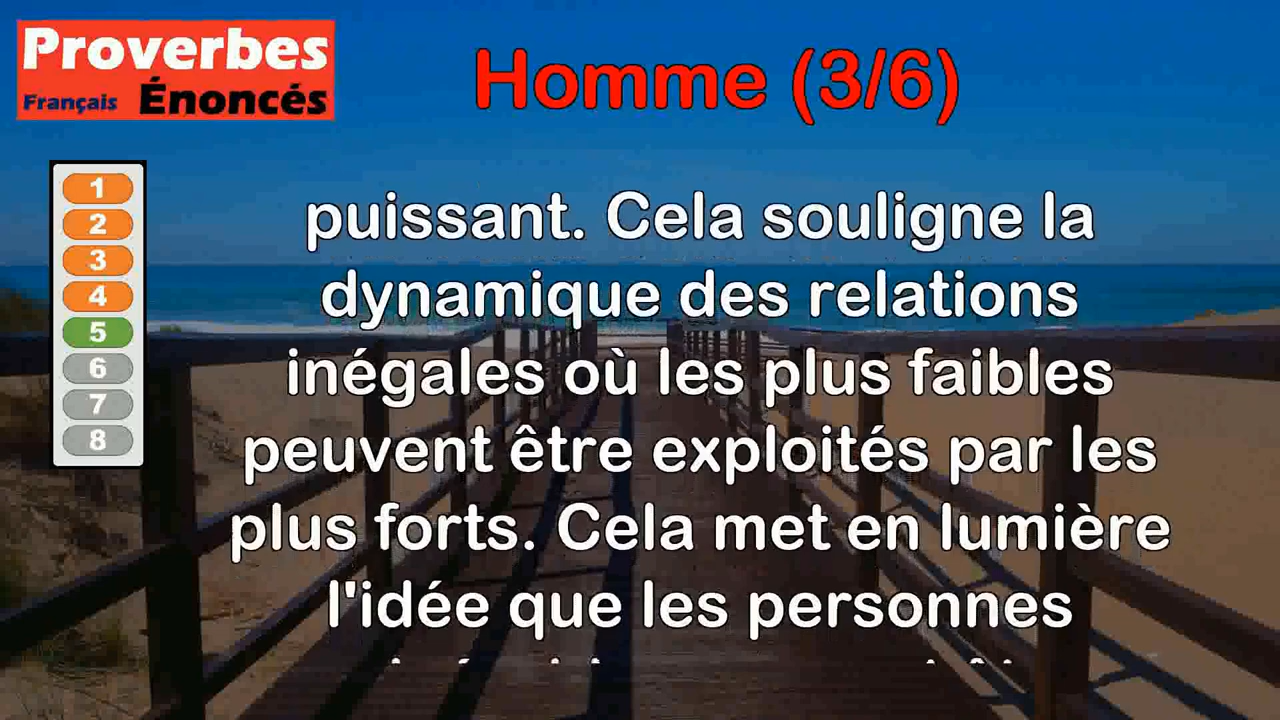 Proverbes
Français Énoncés
Homme (3/6)
1
2
3
4
5
6
7
8
puissant. Cela souligne la
dynamique des relations
inégales où les plus faibles
peuvent être exploités par les
plus forts. Cela met en lumière
l'idée que les personnes